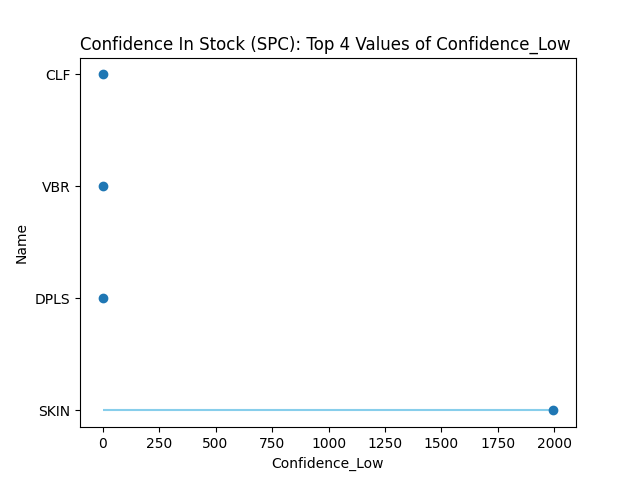 Confidence In Stock (SPC): Top 4 Values of Confidence_Low
CLF
VBR
DPLS
SKIN
Name
0 250 500 750 1000 1250 1500 1750 2000
Confidence_Low